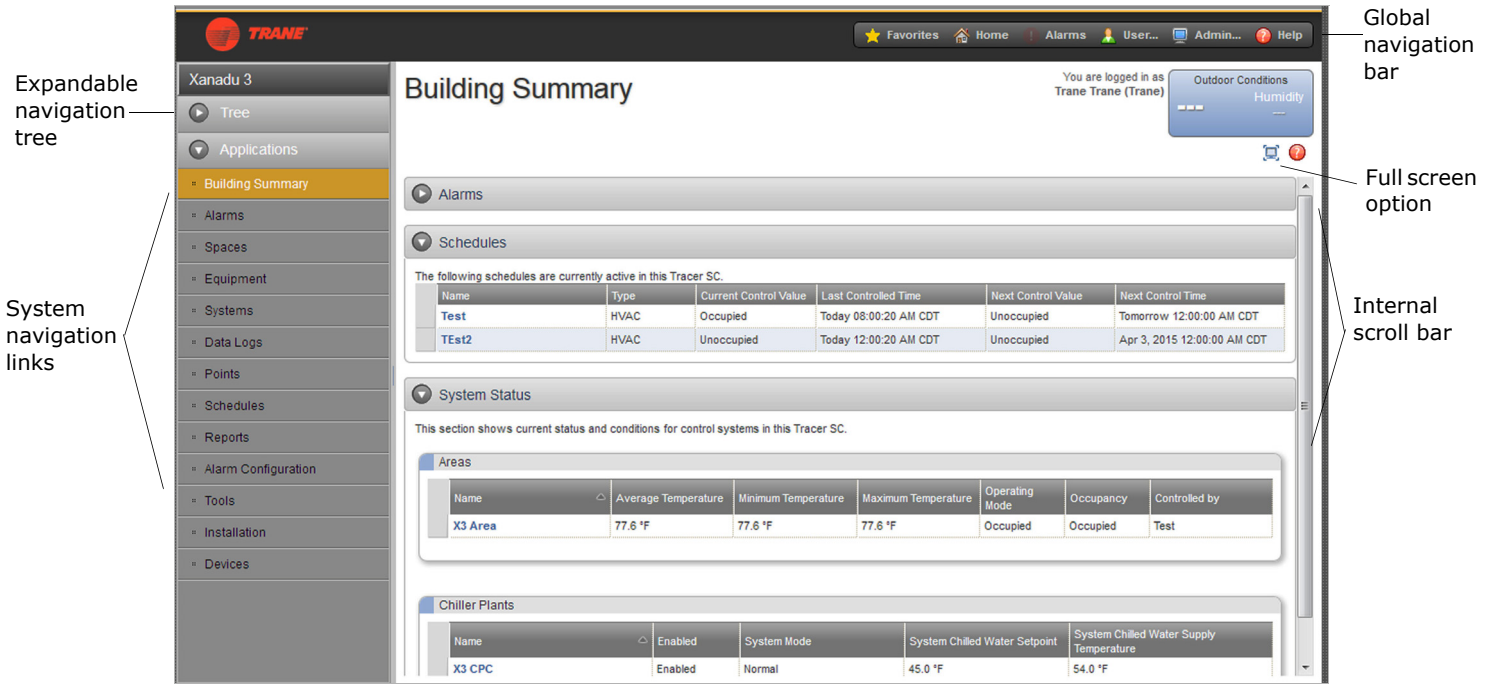 TRANE
Favorites Home Alarms User... Admin... Help
Global
navigation
bar
Expandable
navigation
tree
Xanadu 3
Tree
Applications
Building Summary
Alarms
Spaces
Equipment
Systems
Data Logs
Points
Schedules
Reports
Alarm Configuration
Tools
Installation
Devices
System
navigation
links
Building Summary
You are logged in as
Trane Trane (Trane)
Outdoor Conditions
Humidity
---
--
Full screen
option
Alarms
Schedules
The following schedules are currently active in this Tracer SC.
Name Type Current Control Value Last Controlled Time Next Control Value Next Control Time
Test HVAC Occupied Today 08:00:20 AM CDT Unoccupied Tomorrow 12:00:00 AM CDT
TEst2 HVAC Unoccupied Today 12:00:20 AM CDT Unoccupied Apr 3, 2015 12:00:00 AM CDT
Internal
scroll bar
System Status
This section shows current status and conditions for control systems in this Tracer SC.
Areas
Name Average Temperature Minimum Temperature Maximum Temperature Operating Mode Occupancy Controlled by
X3 Area 77.6 °F 77.6 °F 77.6 °F Occupied Occupied Test
Chiller Plants
Name Enabled System Mode System Chilled Water Setpoint System Chilled Water Supply Temperature
X3 CPC Enabled Normal 45.0 °F 54.0 °F